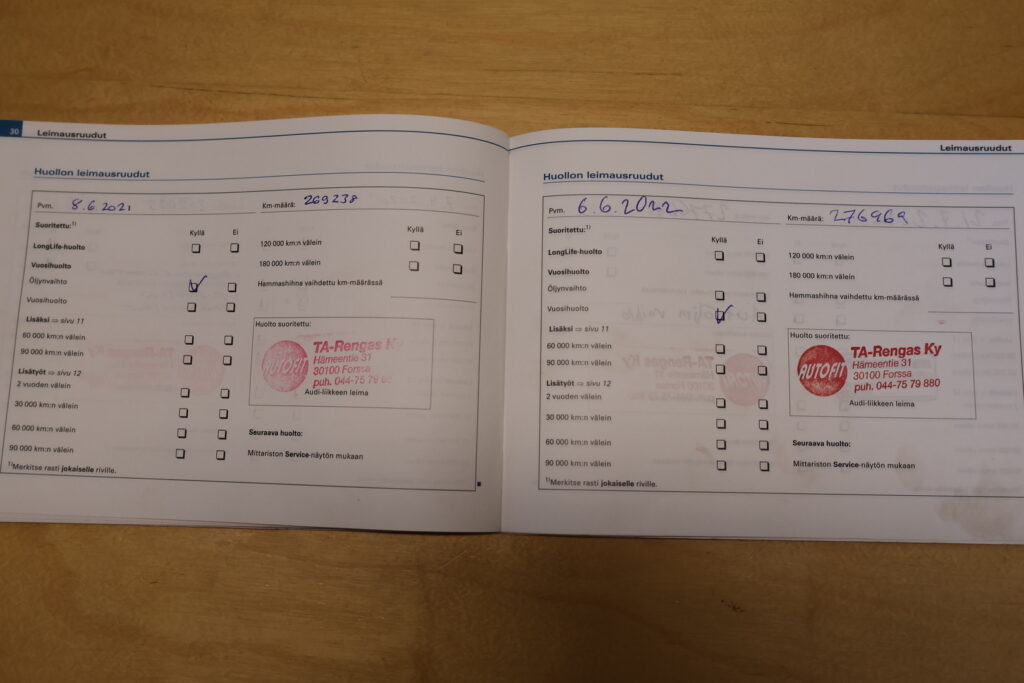 30 Leimausruudut
Huollon leimausruudut
Pvm. 8.6.2021 Km-määrä: 269238
Suoritettu:1)
Kyllä Ei Kyllä Ei
LongLife-huolto 120 000 km:n välein
Vuosihuolto 180 000 km:n välein
Öljynvaihto Hammashihna vaihdettu km-määrässä
Vuosihuolto
Lisäksi ⇒ sivu 11 Huolto suoritettu:
60 000 km:n välein
90 000 km:n välein
Lisätyöt ⇒ sivu 12
2 vuoden välein
30 000 km:n välein
60 000 km:n välein
90 000 km:n välein
AUTOFIT
TA-Rengas Ky
Hämeentie 31
30100 Forssa
puh. 044-75 79 88
Audi-liikkeen leima
Seuraava huolto:
Mittariston Service-näytön mukaan
1)Merkitse rasti jokaiselle riville.
Leimausruudut
Huollon leimausruudut
Pvm. 6.6.2022 Km-määrä: 276969
Suoritettu:1)
Kyllä Ei Kyllä Ei
LongLife-huolto 120 000 km:n välein
Vuosihuolto 180 000 km:n välein
Öljynvaihto Hammashihna vaihdettu km-määrässä
Vuosihuolto
Lisäksi ⇒ sivu 11 Huolto suoritettu:
60 000 km:n välein
90 000 km:n välein
Lisätyöt ⇒ sivu 12
2 vuoden välein
30 000 km:n välein
60 000 km:n välein
90 000 km:n välein
AUTOFIT
TA-Rengas Ky
Hämeentie 31
30100 Forssa
puh. 044-75 79 880
Audi-liikkeen leima
Seuraava huolto:
Mittariston Service-näytön mukaan
1)Merkitse rasti jokaiselle riville.